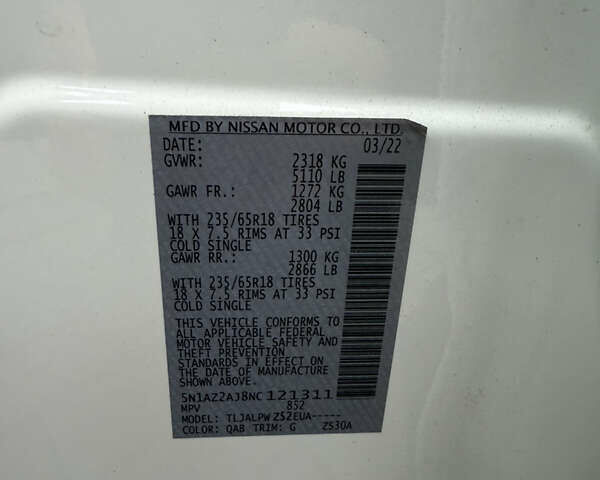 MFD BY NISSAN MOTOR CO., LTD.
DATE: 03/22
GVWR: 2318 KG
5110 LB
GAWR FR.: 1272 KG
2804 LB
WITH 235/65R18 TIRES
18 X 7.5 RIMS AT 33 PSI
COLD SINGLE
GAWR RR.: 1300 KG
2866 LB
WITH 235/65R18 TIRES
18 X 7.5 RIMS AT 33 PSI
COLD SINGLE
THIS VEHICLE CONFORMS TO
ALL APPLICABLE FEDERAL
MOTOR VEHICLE SAFETY AND
THEFT PREVENTION
STANDARDS IN EFFECT ON
THE DATE OF MANUFACTURE
SHOWN ABOVE.
5N1AZ2AJ8NC121311
MPV 852
MODEL: TLJALPWZ52EUA-----
COLOR: QAB TRIM: G Z530A